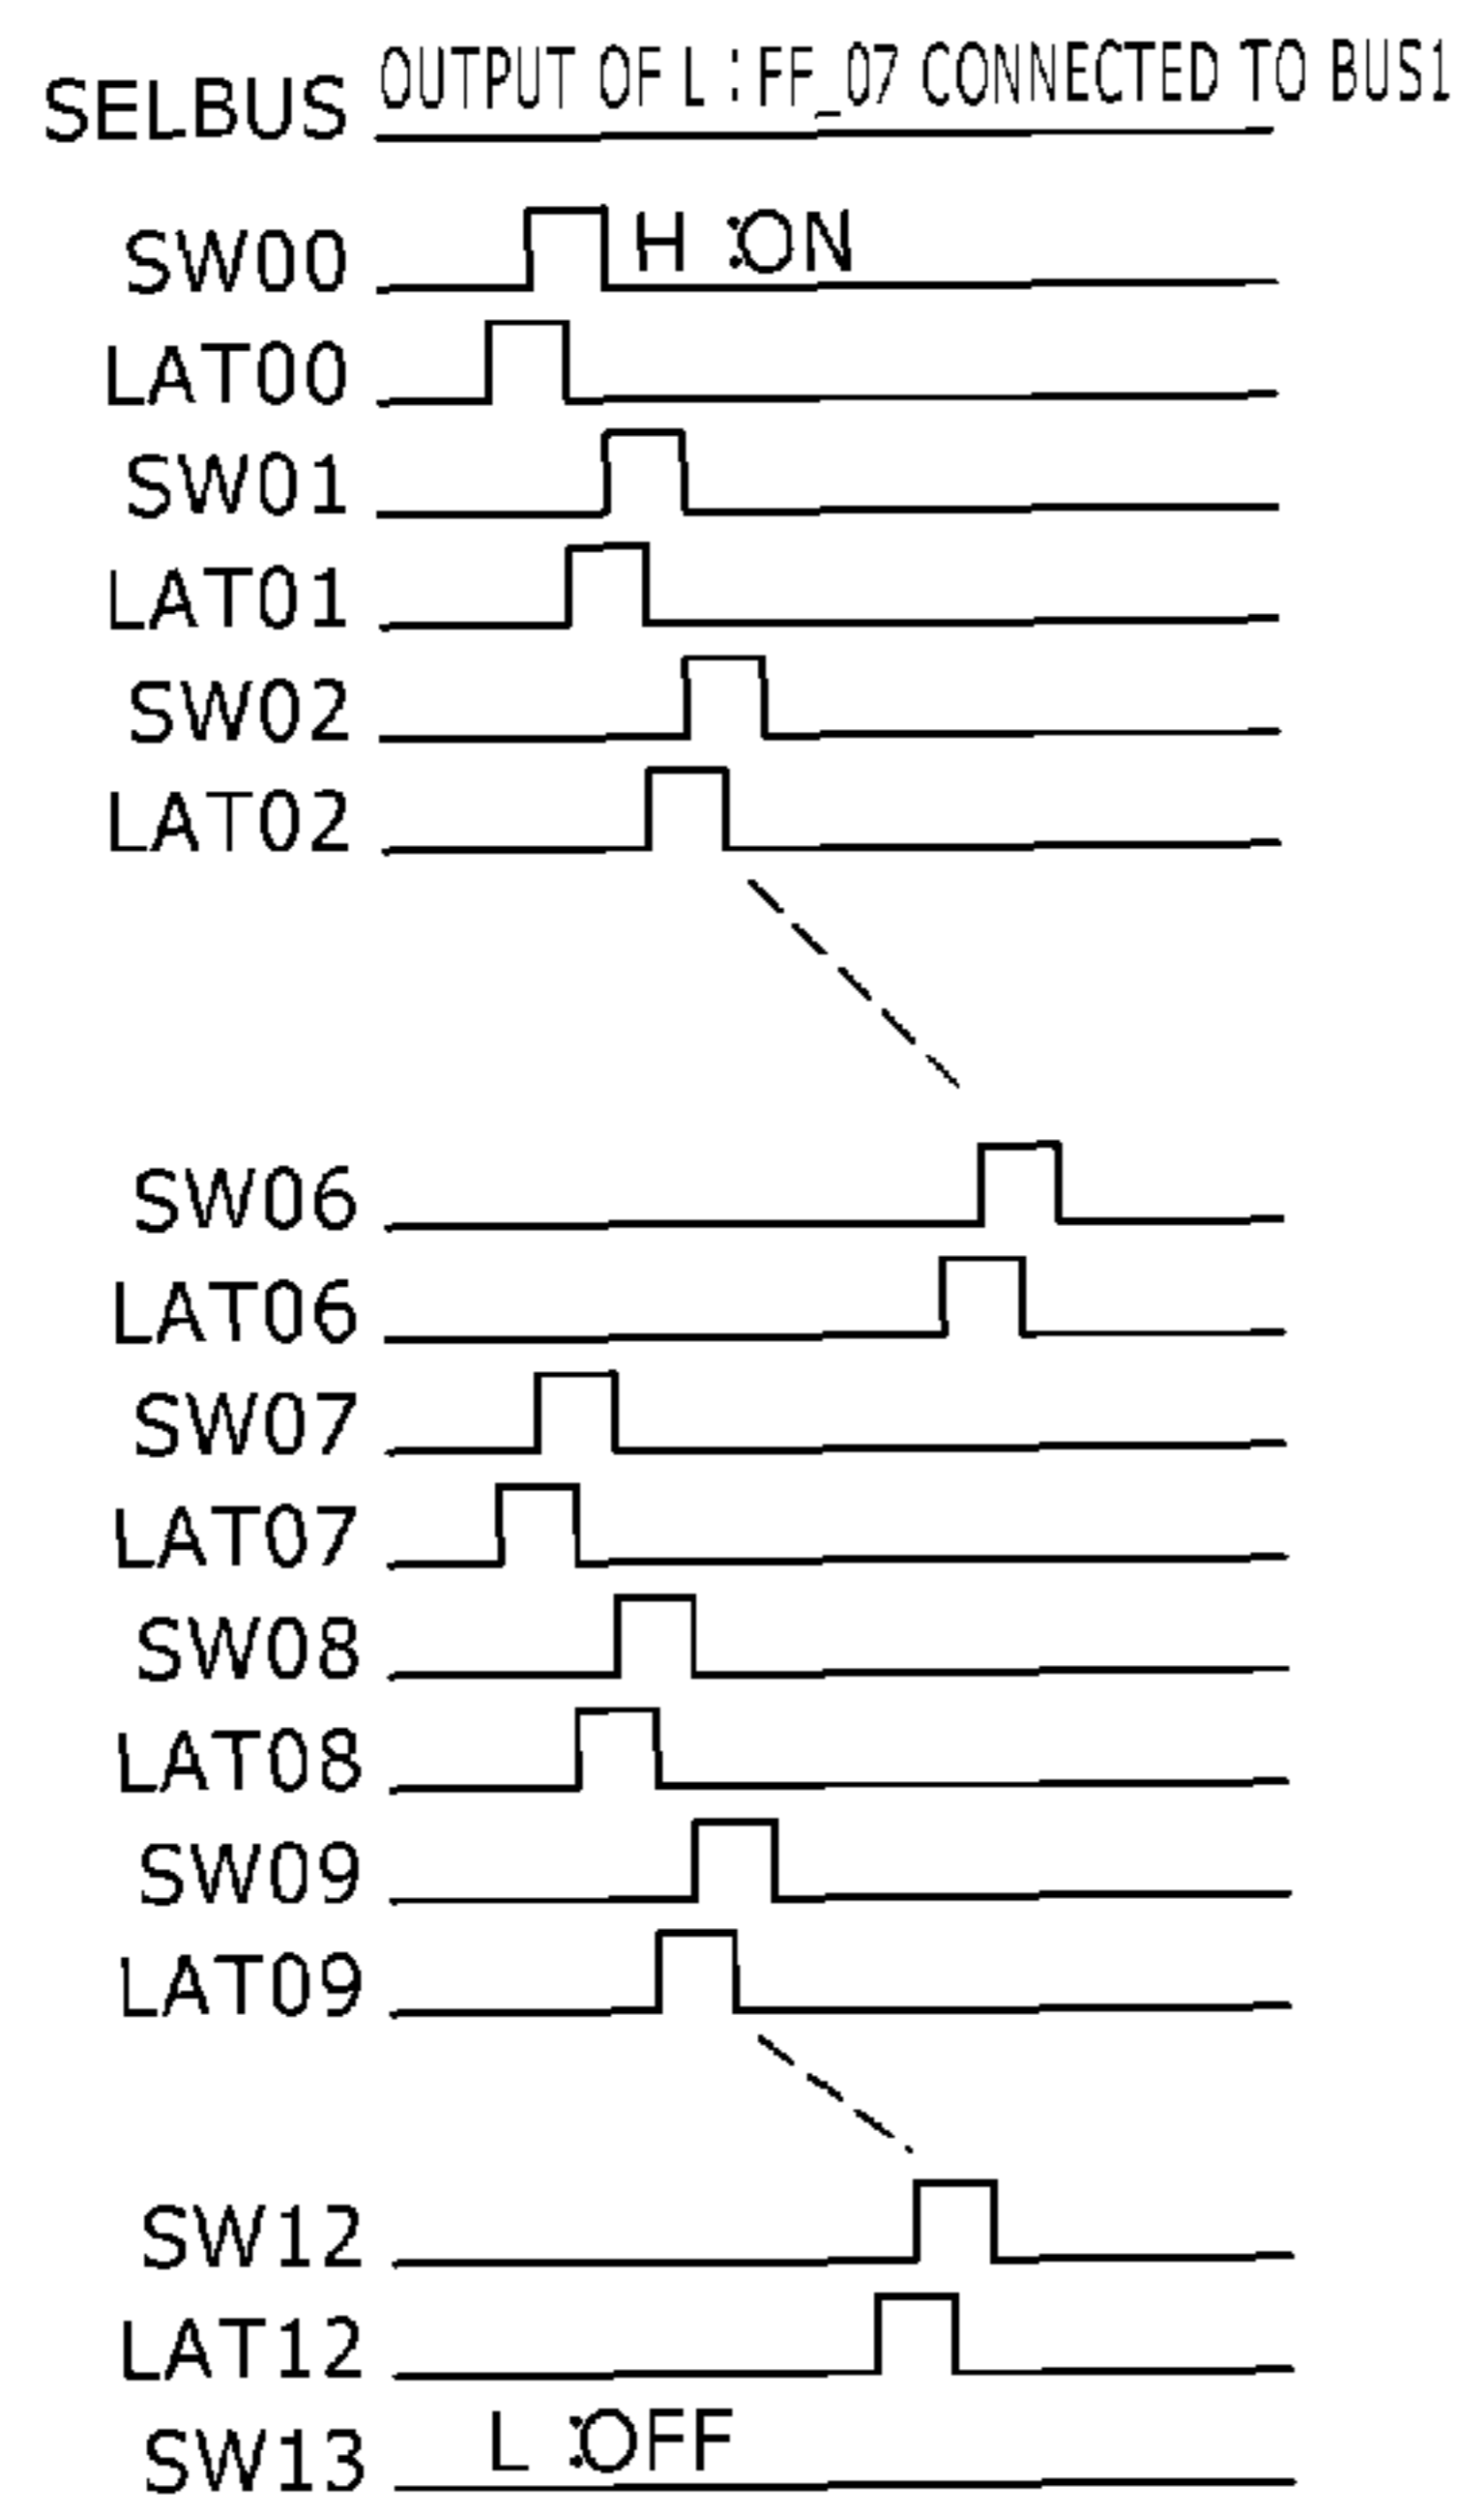 SELBUS OUTPUT OF L:FF_07 CONNECTED TO BUS1
SW00 H :ON
LAT00
SW01
LAT01
SW02
LAT02
SW06
LAT06
SW07
LAT07
SW08
LAT08
SW09
LAT09
SW12
LAT12
SW13 L :OFF